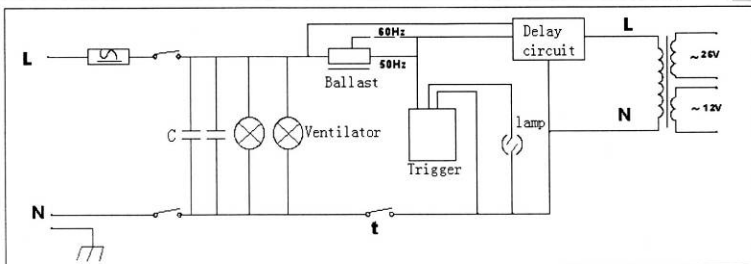 60Hz
Delay circuit
L
L
50Hz
~26V
Ballast
~12V
N
lamp
C
Ventilator
Trigger
N
t